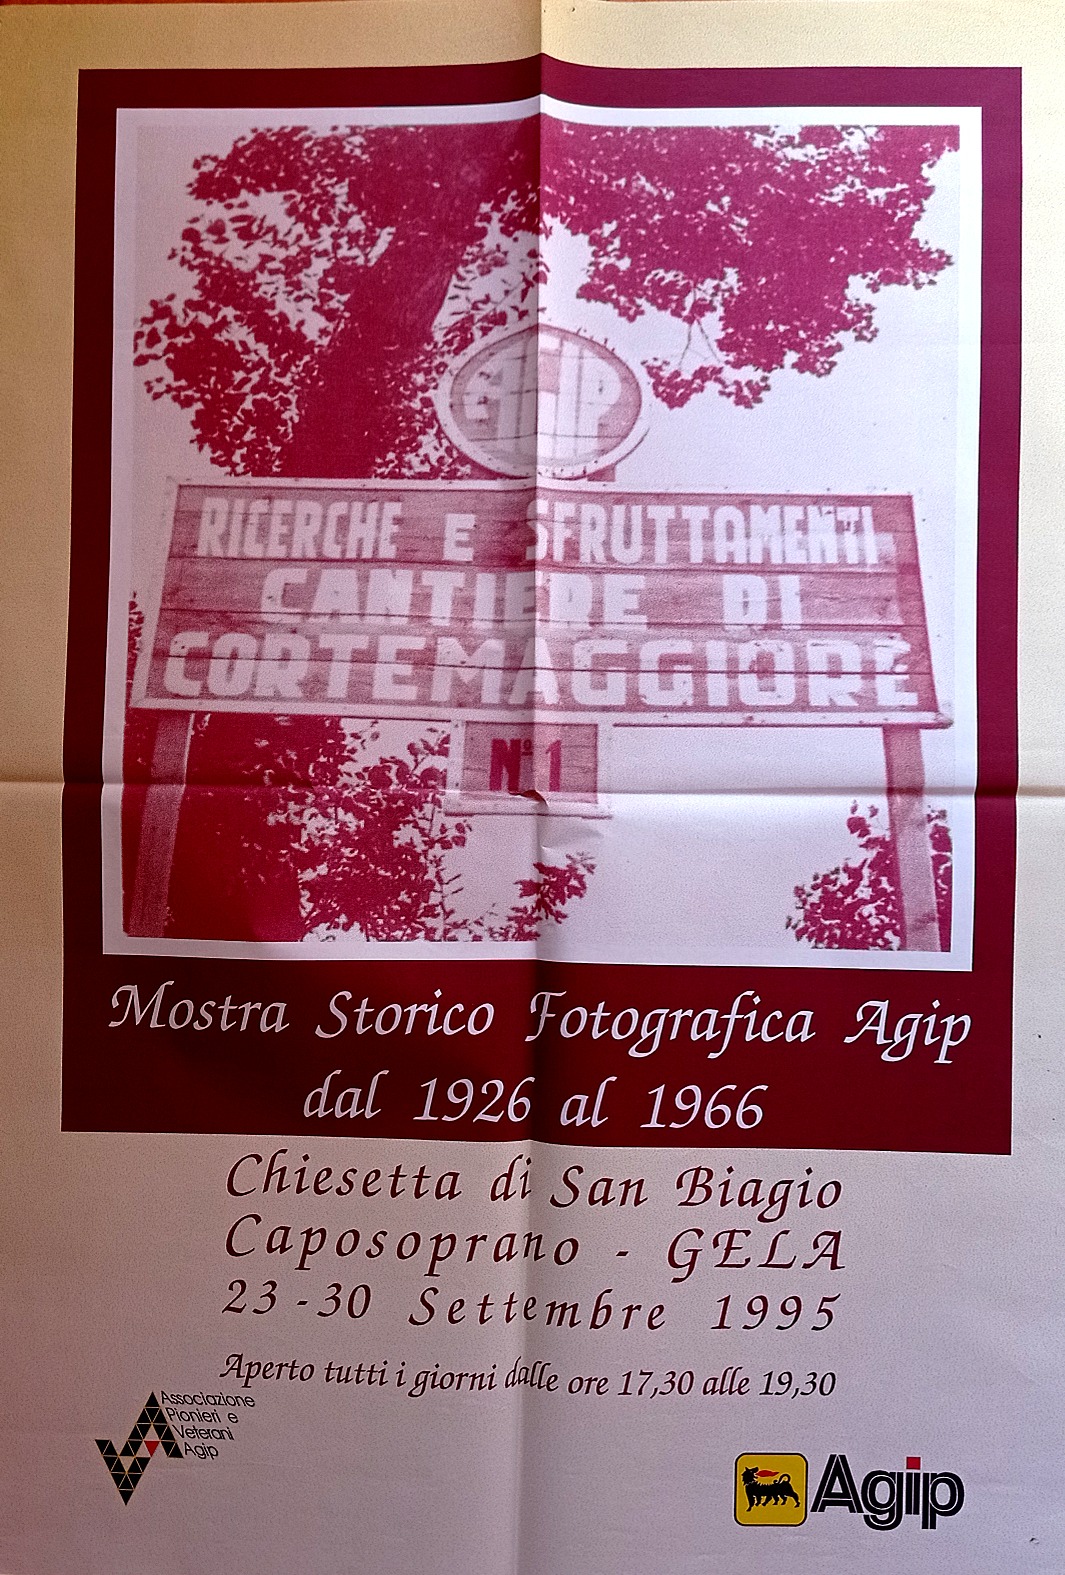 AGIP
RICERCHE E SFRUTTAMENTI
CANTIERE DI
CORTEMAGGIORE
Nº 1
Mostra Storico Fotografica Agip
dal 1926 al 1966
Chiesetta di San Biagio
Caposoprano - GELA
23-30 Settembre 1995
Aperto tutti i giorni dalle ore 17,30 alle 19,30
Associazione
Pionieri e
Veterani
Agip
Agip